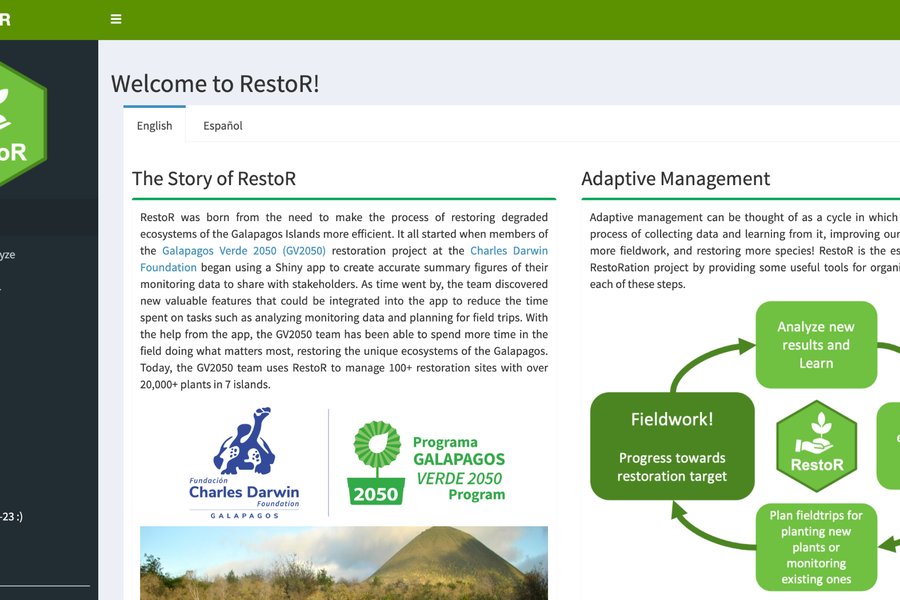 R
Welcome to RestoR!
English
Español
oR
yze
-23 :)
The Story of RestoR
RestoR was born from the need to make the process of restoring degraded
ecosystems of the Galapagos Islands more efficient. It all started when members of
the Galapagos Verde 2050 (GV2050) restoration project at the Charles Darwin
Foundation began using a Shiny app to create accurate summary figures of their
monitoring data to share with stakeholders. As time went by, the team discovered
new valuable features that could be integrated into the app to reduce the time
spent on tasks such as analyzing monitoring data and planning for field trips. With
the help from the app, the GV2050 team has been able to spend more time in the
field doing what matters most, restoring the unique ecosystems of the Galapagos.
Today, the GV2050 team uses RestoR to manage 100+ restoration sites with over
20,000+ plants in 7 islands.
Fundación
Charles Darwin
Foundation
GALAPAGOS
2050
Programa
GALAPAGOS
VERDE 2050
Program
Adaptive Management
Adaptive management can be thought of as a cycle in which
process of collecting data and learning from it, improving our
more fieldwork, and restoring more species! RestoR is the es
RestoRation project by providing some useful tools for organi
each of these steps.
Analyze new
results and
Learn
Fieldwork!
Progress towards
restoration target
RestoR
e
Plan fieldtrips for
planting new
plants or
monitoring
existing ones